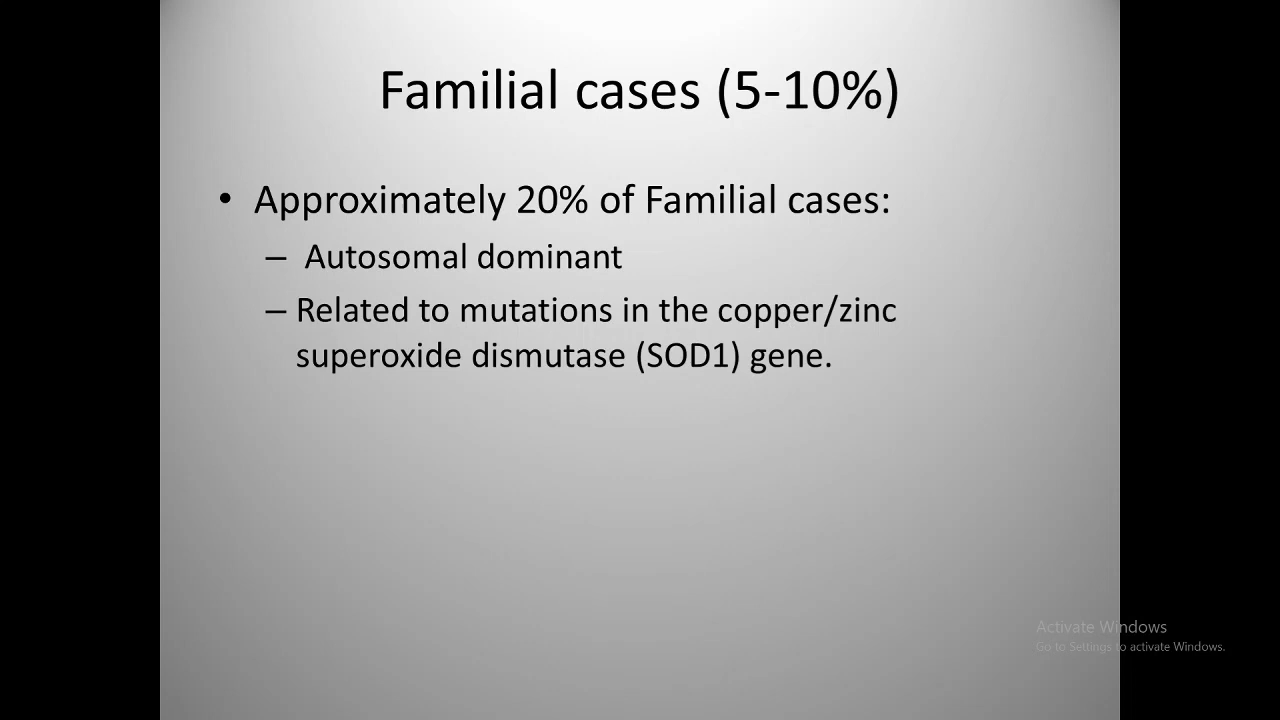 Familial cases (5-10%)
• Approximately 20% of Familial cases:
– Autosomal dominant
– Related to mutations in the copper/zinc
superoxide dismutase (SOD1) gene.
Activate Windows
Go to Settings to activate Windows.